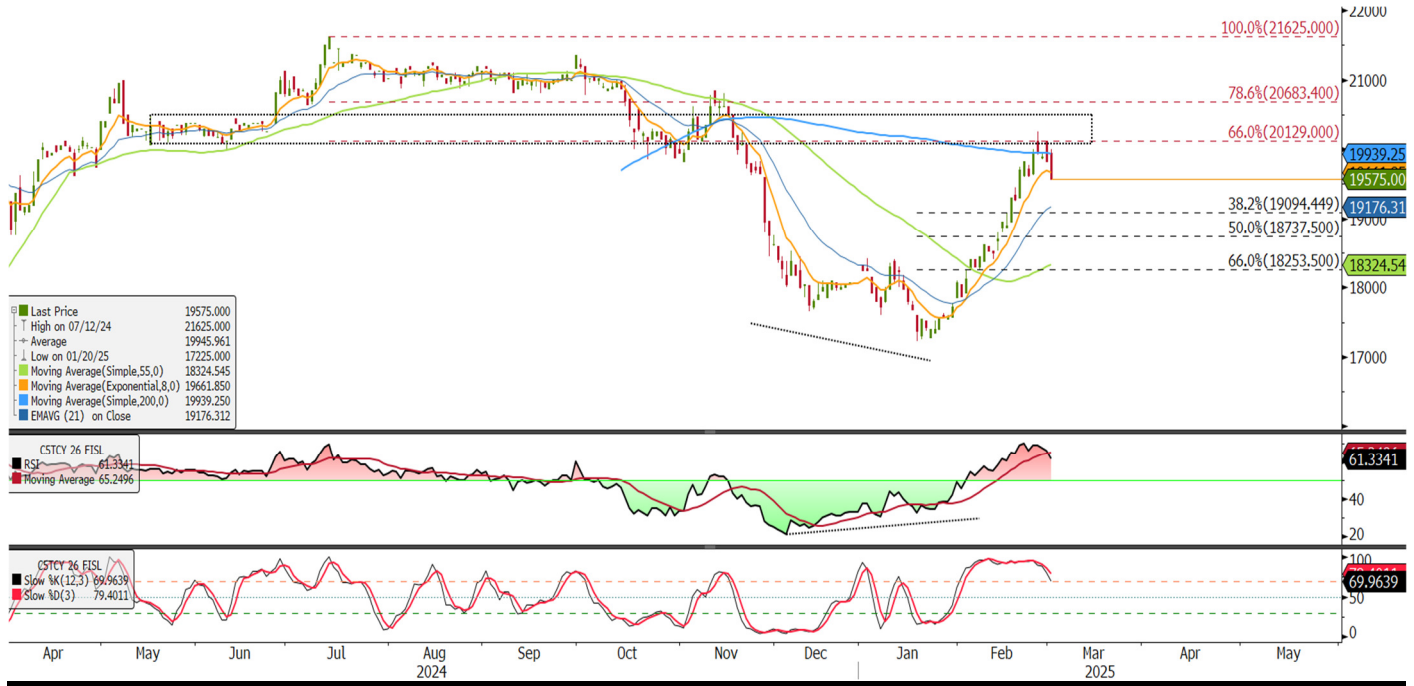 22000
100.0%(21625.000)
21000
78.6%(20683.400)
66.0%(20129.000)
19939.25
19575.00
38.2%(19094.449)
19176.31
19000
50.0%(18737.500)
66.0%(18253.500)
18324.54
18000
17000
Last Price 19575.000
High on 07/12/24 21625.000
Average 19945.961
Low on 01/20/25 17225.000
Moving Average(Simple,55,0) 18324.545
Moving Average(Exponential,8,0) 19661.850
Moving Average(Simple,200,0) 19939.250
EMAVG (21) on Close 19176.312
CSTCY 26 FISL
RSI 61.3341
Moving Average 65.2496
61.3341
40
20
CSTCY 26 FISL
Slow %K(12,3) 69.9639
Slow %D(3) 79.4011
100
79.4011
69.9639
50
0
Apr May Jun Jul Aug Sep Oct Nov Dec Jan Feb Mar Apr May
2024 2025